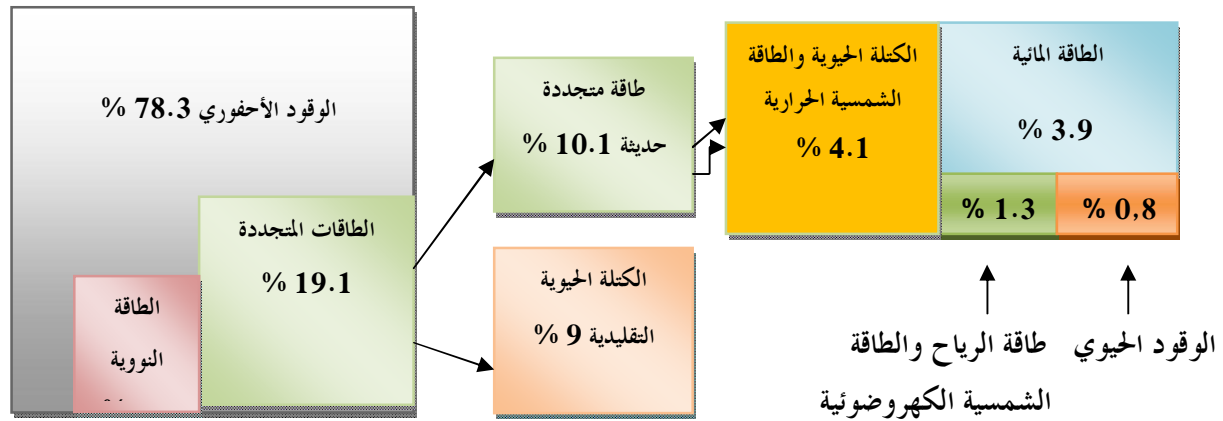 الوقود الأحفوري 78.3 %
الطاقات المتجددة
19.1 %
الطاقة
النووية
%
طاقة متجددة
حديثة 10.1 %
الكتلة الحيوية
التقليدية 9 %
الكتلة الحيوية والطاقة
الشمسية الحرارية
4.1 %
الطاقة المائية
3.9 %
1.3 %
0,8 %
طاقة الرياح والطاقة
الشمسية الكهروضوئية
الوقود الحيوي